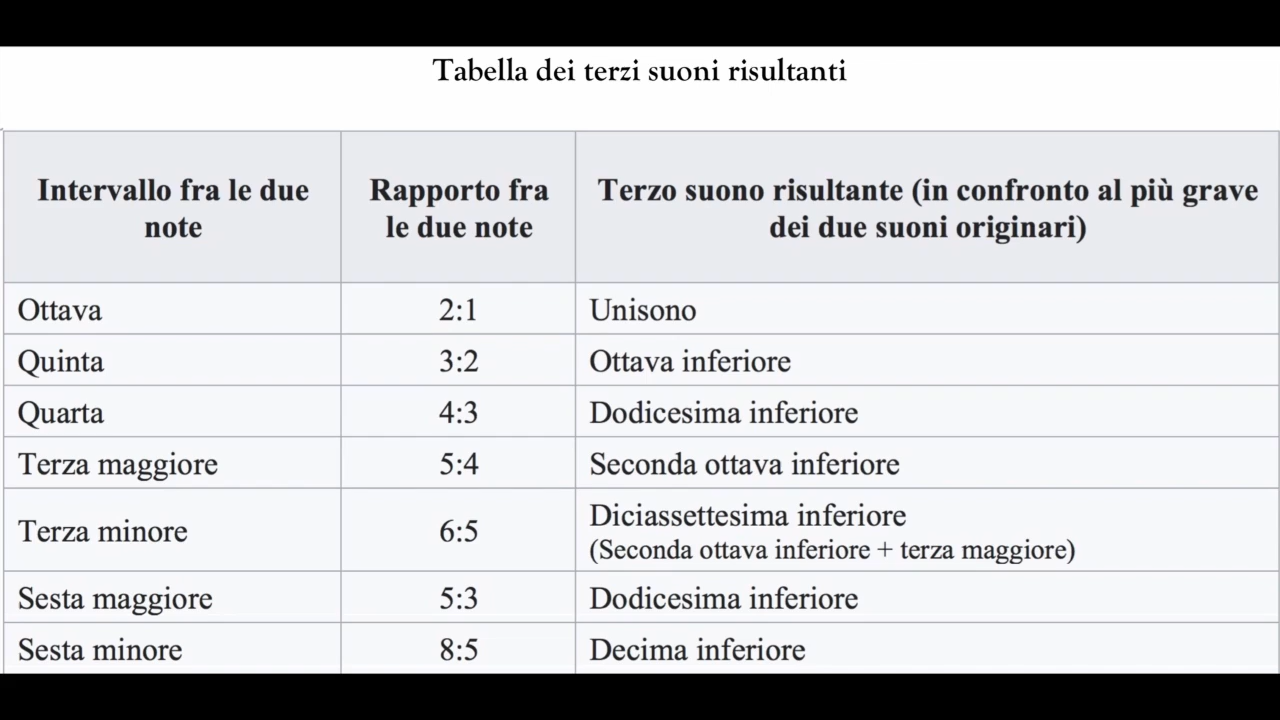 Tabella dei terzi suoni risultanti
Intervallo fra le due note
Rapporto fra le due note
Terzo suono risultante (in confronto al più grave dei due suoni originari)
Ottava 2:1 Unisono
Quinta 3:2 Ottava inferiore
Quarta 4:3 Dodicesima inferiore
Terza maggiore 5:4 Seconda ottava inferiore
Terza minore 6:5 Diciassettesima inferiore
(Seconda ottava inferiore + terza maggiore)
Sesta maggiore 5:3 Dodicesima inferiore
Sesta minore 8:5 Decima inferiore